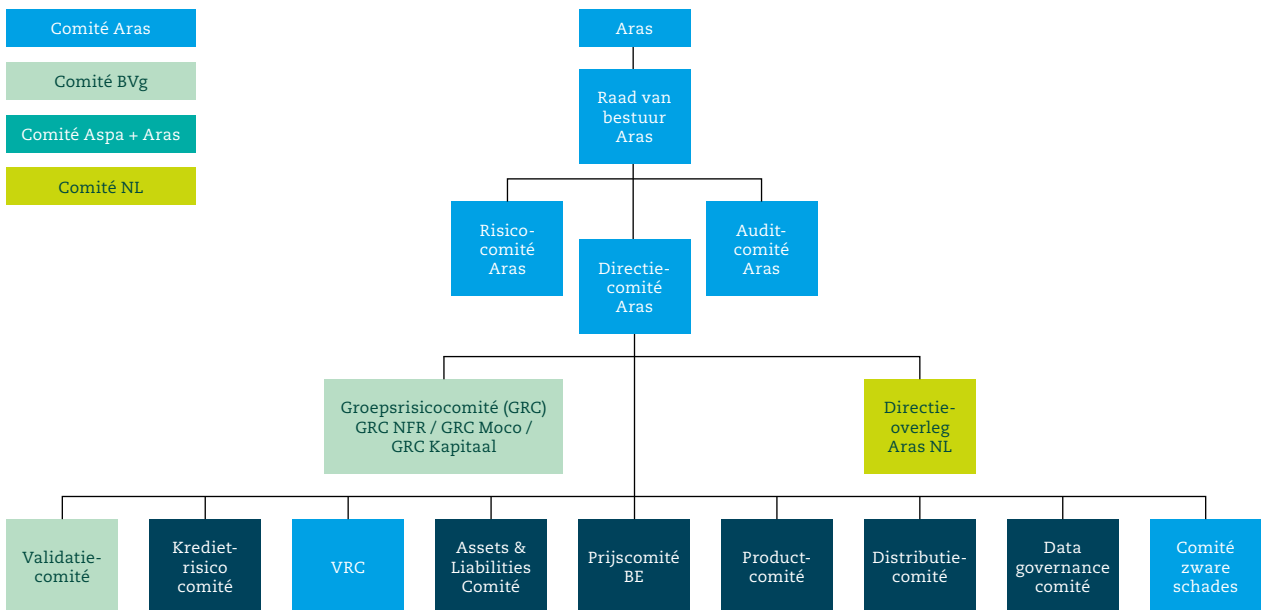 Comité Aras
Comité BVg
Comité Aspa + Aras
Comité NL
Aras
Raad van
bestuur
Aras
Risico-
comité
Aras
Directie-
comité
Aras
Audit-
comité
Aras
Groepsrisicocomité (GRC)
GRC NFR / GRC Moco /
GRC Kapitaal
Directie-
overleg
Aras NL
Validatie-
comité
Krediet-
risico
comité
VRC
Assets &
Liabilities
Comité
Prijscomité
BE
Product-
comité
Distributie-
comité
Data
governance
comité
Comité
zware
schades